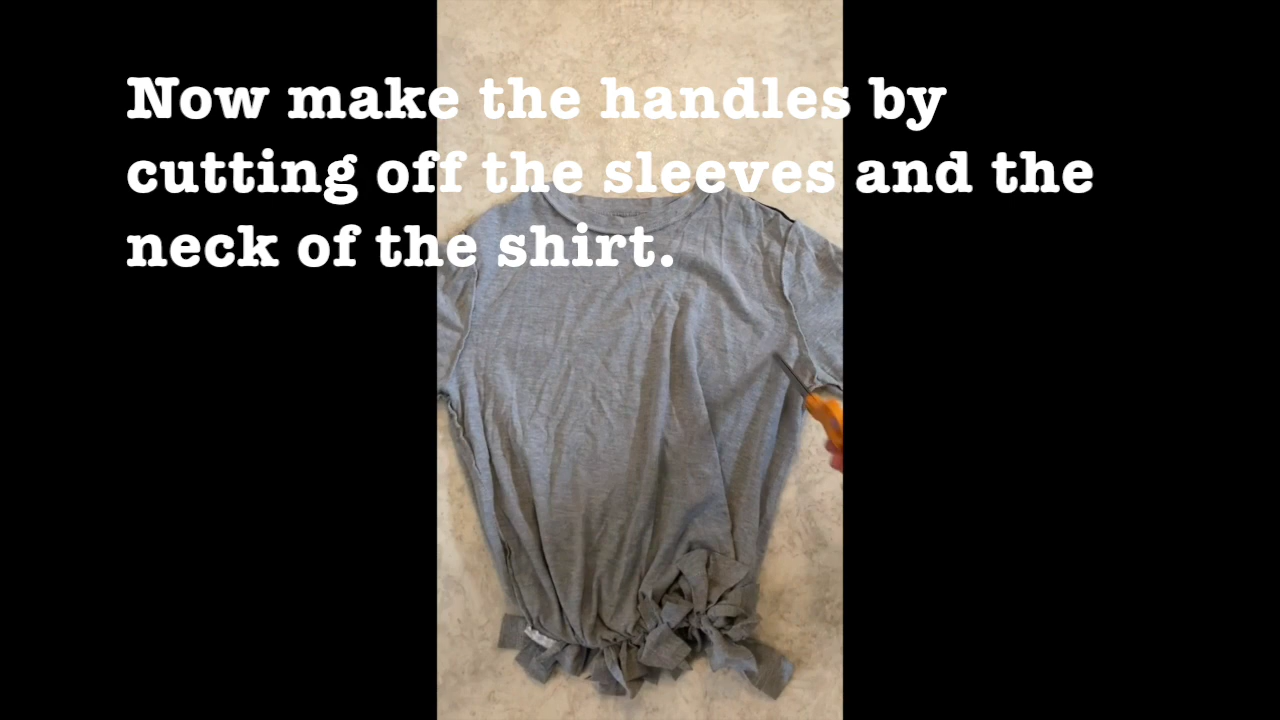 Now make the handles by
cutting off the sleeves and the
neck of the shirt.